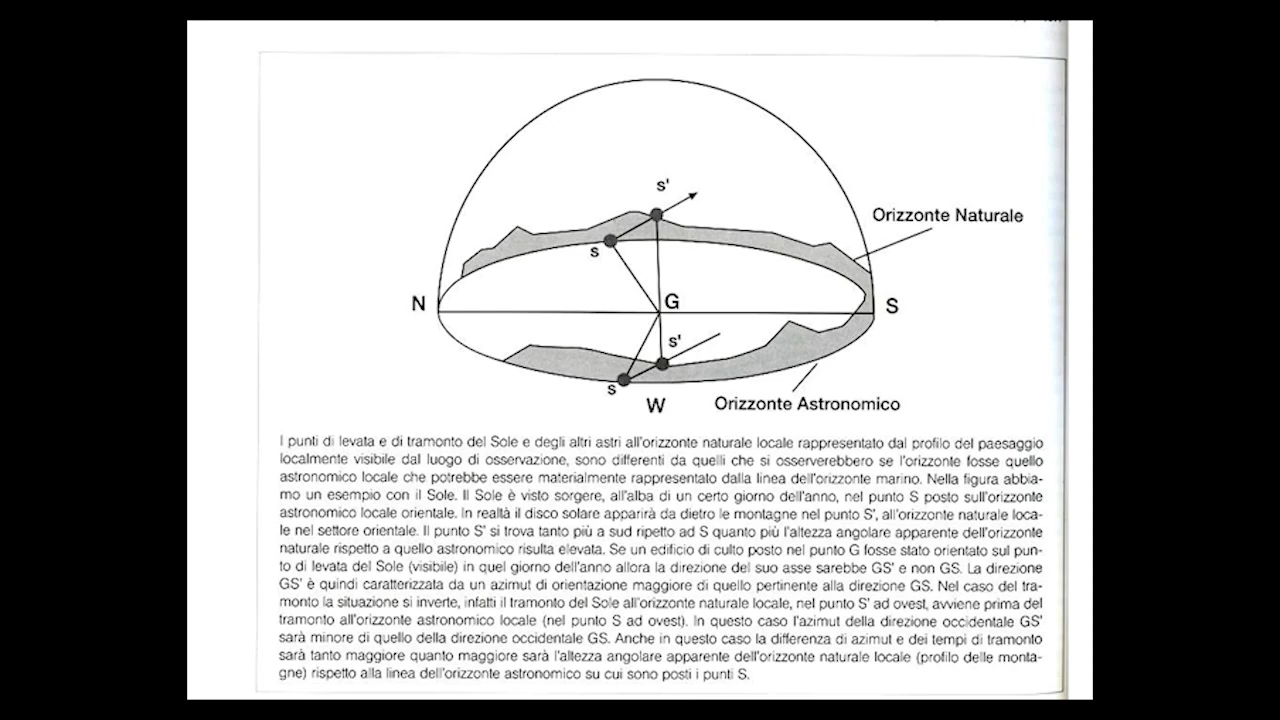 s'
Orizzonte Naturale
s
N
G
S
s'
s
W
Orizzonte Astronomico
I punti di levata e di tramonto del Sole e degli altri astri all'orizzonte naturale locale rappresentato dal profilo del paesaggio
localmente visibile dal luogo di osservazione, sono differenti da quelli che si osserverebbero se l'orizzonte fosse quello
astronomico locale che potrebbe essere materialmente rappresentato dalla linea dell'orizzonte marino. Nella figura abbia-
mo un esempio con il Sole. Il Sole è visto sorgere, all'alba di un certo giorno dell'anno, nel punto S posto sull'orizzonte
astronomico locale orientale. In realtà il disco solare apparirà da dietro le montagne nel punto S', all'orizzonte naturale loca-
le nel settore orientale. Il punto S' si trova tanto più a sud ripetto ad S quanto più l'altezza angolare apparente dell'orizzonte
naturale rispetto a quello astronomico risulta elevata. Se un edificio di culto posto nel punto G fosse stato orientato sul pun-
to di levata del Sole (visibile) in quel giorno dell'anno allora la direzione del suo asse sarebbe GS' e non GS. La direzione
GS' è quindi caratterizzata da un azimut di orientazione maggiore di quello pertinente alla direzione GS. Nel caso del tra-
monto la situazione si inverte, infatti il tramonto del Sole all'orizzonte naturale locale, nel punto S' ad ovest, avviene prima del
tramonto all'orizzonte astronomico locale (nel punto S ad ovest). In questo caso l'azimut della direzione occidentale GS'
sarà minore di quello della direzione occidentale GS. Anche in questo caso la differenza di azimut e dei tempi di tramonto
sarà tanto maggiore quanto maggiore sarà l'altezza angolare apparente dell'orizzonte naturale locale (profilo delle monta-
gne) rispetto alla linea dell'orizzonte astronomico su cui sono posti i punti S.